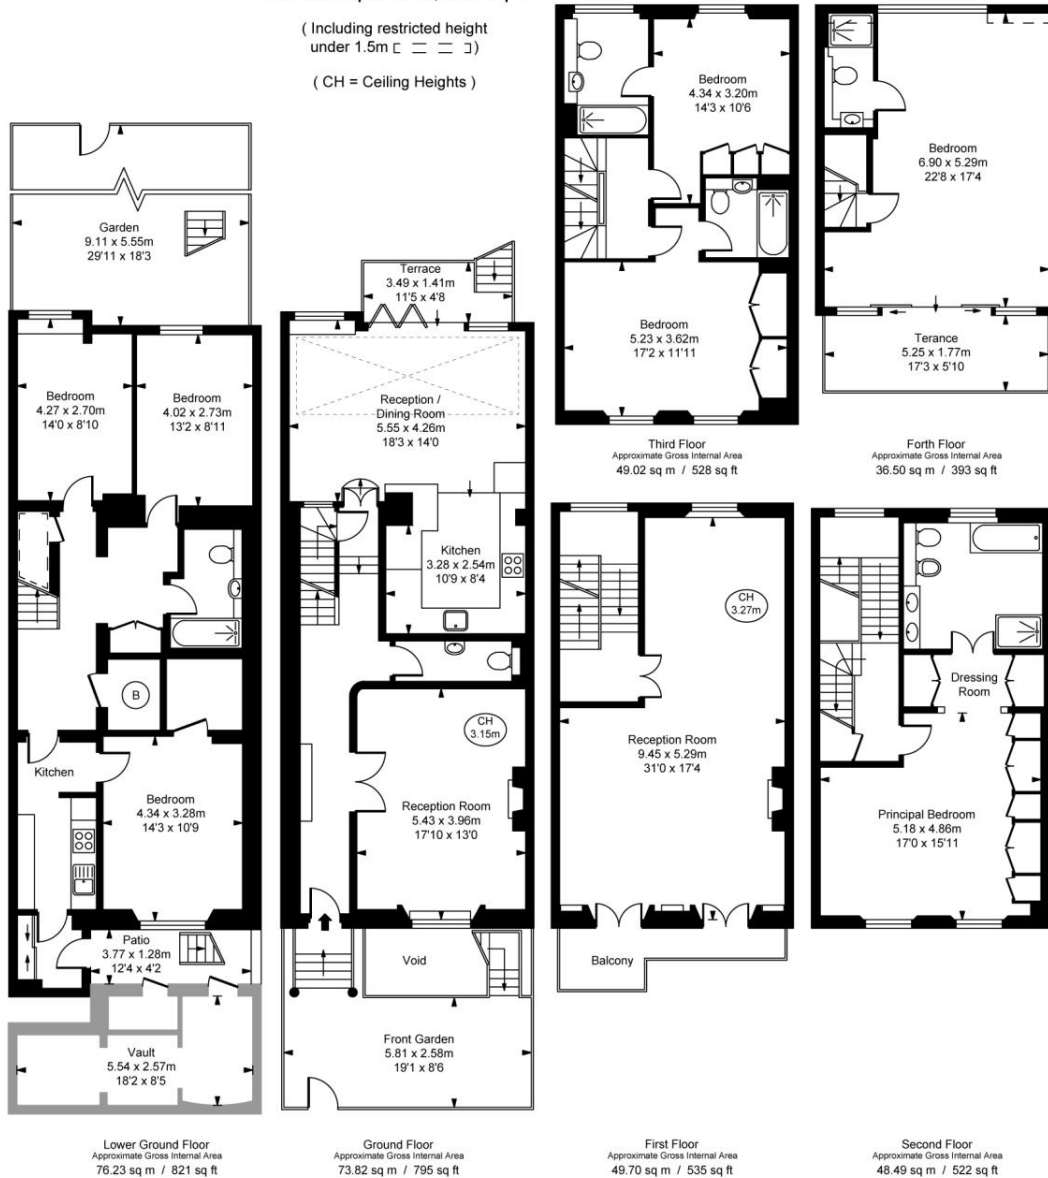 ( Including restricted height
under 1.5m )
( CH = Ceiling Heights )
Garden
9.11 x 5.55m
29'11 x 18'3
Bedroom
4.27 x 2.70m
14'0 x 8'10
Bedroom
4.02 x 2.73m
13'2 x 8'11
B
Kitchen
Bedroom
4.34 x 3.28m
14'3 x 10'9
Patio
3.77 x 1.28m
12'4 x 4'2
Vault
5.54 x 2.57m
18'2 x 8'5
Lower Ground Floor
Approximate Gross Internal Area
76.23 sq m / 821 sq ft
Terrace
3.49 x 1.41m
11'5 x 4'8
Reception /
Dining Room
5.55 x 4.26m
18'3 x 14'0
Kitchen
3.28 x 2.54m
10'9 x 8'4
CH
3.15m
Reception Room
5.43 x 3.96m
17'10 x 13'0
Void
Front Garden
5.81 x 2.58m
19'1 x 8'6
Ground Floor
Approximate Gross Internal Area
73.82 sq m / 795 sq ft
Bedroom
4.34 x 3.20m
14'3 x 10'6
Bedroom
5.23 x 3.62m
17'2 x 11'11
Third Floor
Approximate Gross Internal Area
49.02 sq m / 528 sq ft
Bedroom
6.90 x 5.29m
22'8 x 17'4
Terance
5.25 x 1.77m
17'3 x 5'10
Forth Floor
Approximate Gross Internal Area
36.50 sq m / 393 sq ft
CH
3.27m
Reception Room
9.45 x 5.29m
31'0 x 17'4
Balcony
First Floor
Approximate Gross Internal Area
49.70 sq m / 535 sq ft
Dressing
Room
Principal Bedroom
5.18 x 4.86m
17'0 x 15'11
Second Floor
Approximate Gross Internal Area
48.49 sq m / 522 sq ft